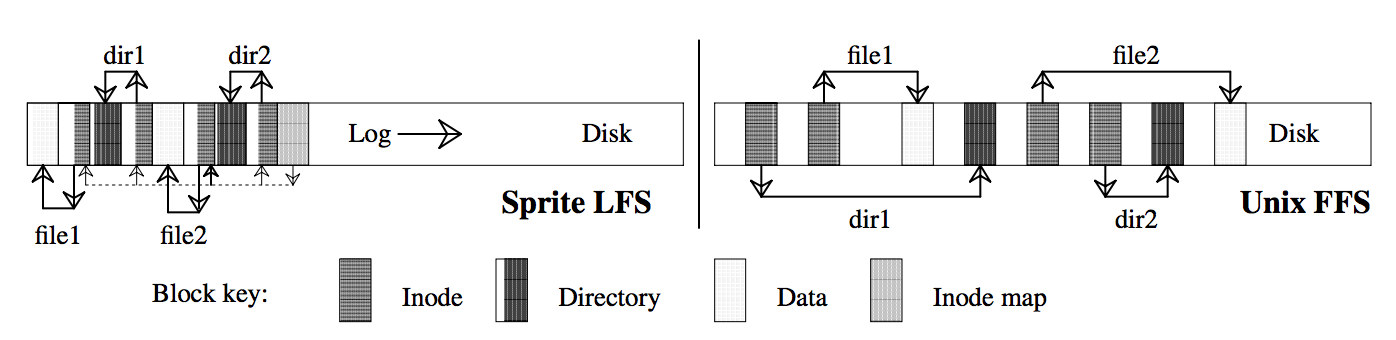 dir1 dir2
Log Disk
Sprite LFS
file1 file2
file1 file2
Disk
Unix FFS
dir1 dir2
Block key: Inode Directory Data Inode map